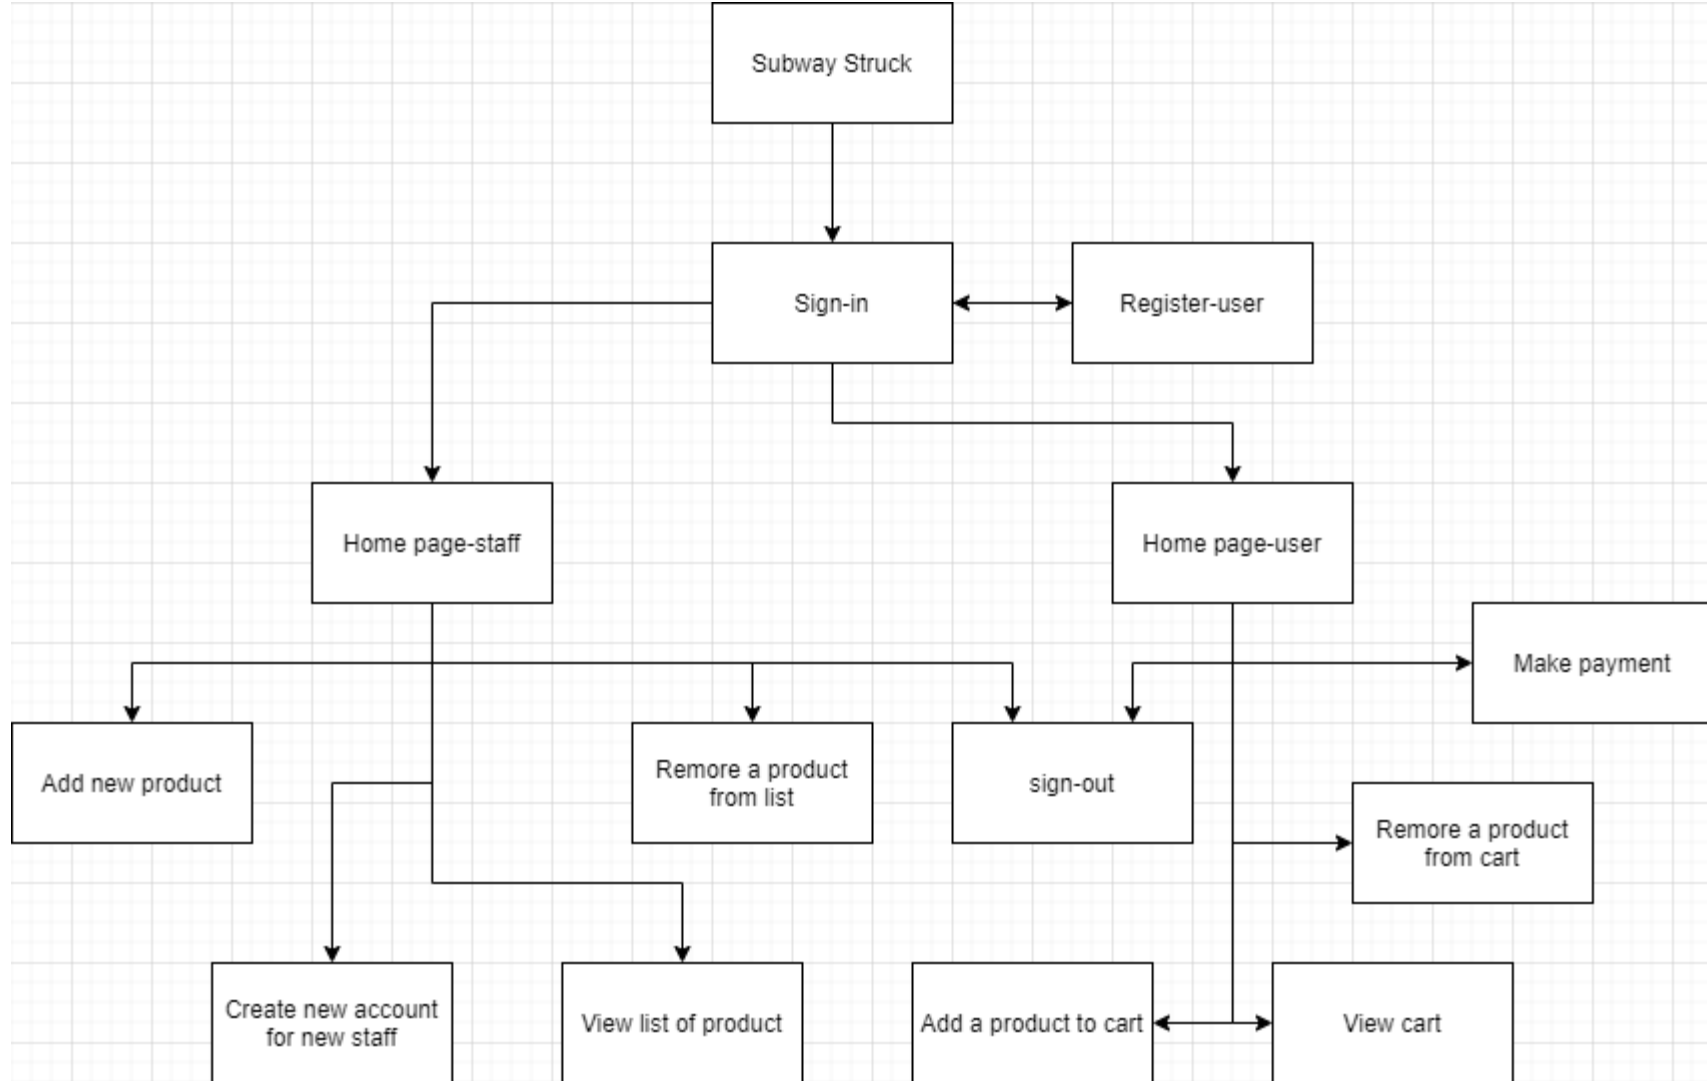 Subway Struck
Sign-in
Register-user
Home page-staff
Home page-user
Make payment
Add new product
Remore a product
from list
sign-out
Remore a product
from cart
Create new account
for new staff
View list of product
Add a product to cart
View cart